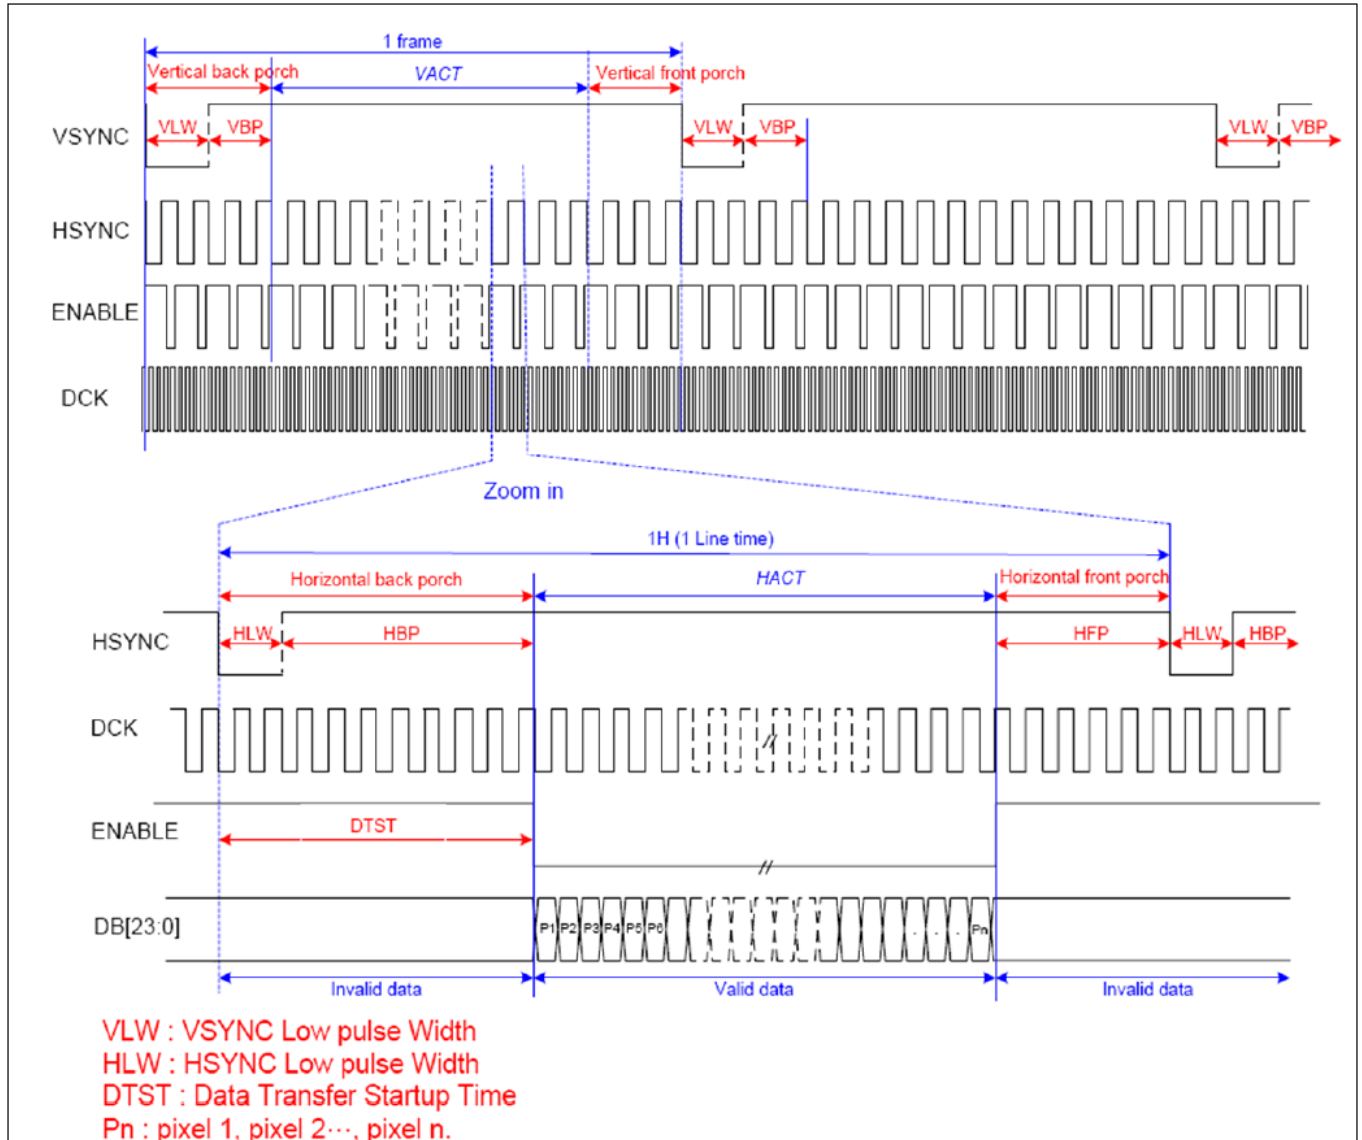 1 frame
Vertical back porch VACT Vertical front porch
VSYNC VLW VBP VLW VBP VLW VBP
HSYNC
ENABLE
DCK
Zoom in
1H (1 Line time)
Horizontal back porch HACT Horizontal front porch
HSYNC HLW HBP HFP HLW HBP
DCK //
ENABLE DTST //
DB[23:0] P1 P2 P3 P4 P5 P6 . . . Pn
Invalid data Valid data Invalid data
VLW : VSYNC Low pulse Width
HLW : HSYNC Low pulse Width
DTST : Data Transfer Startup Time
Pn : pixel 1, pixel 2···, pixel n.